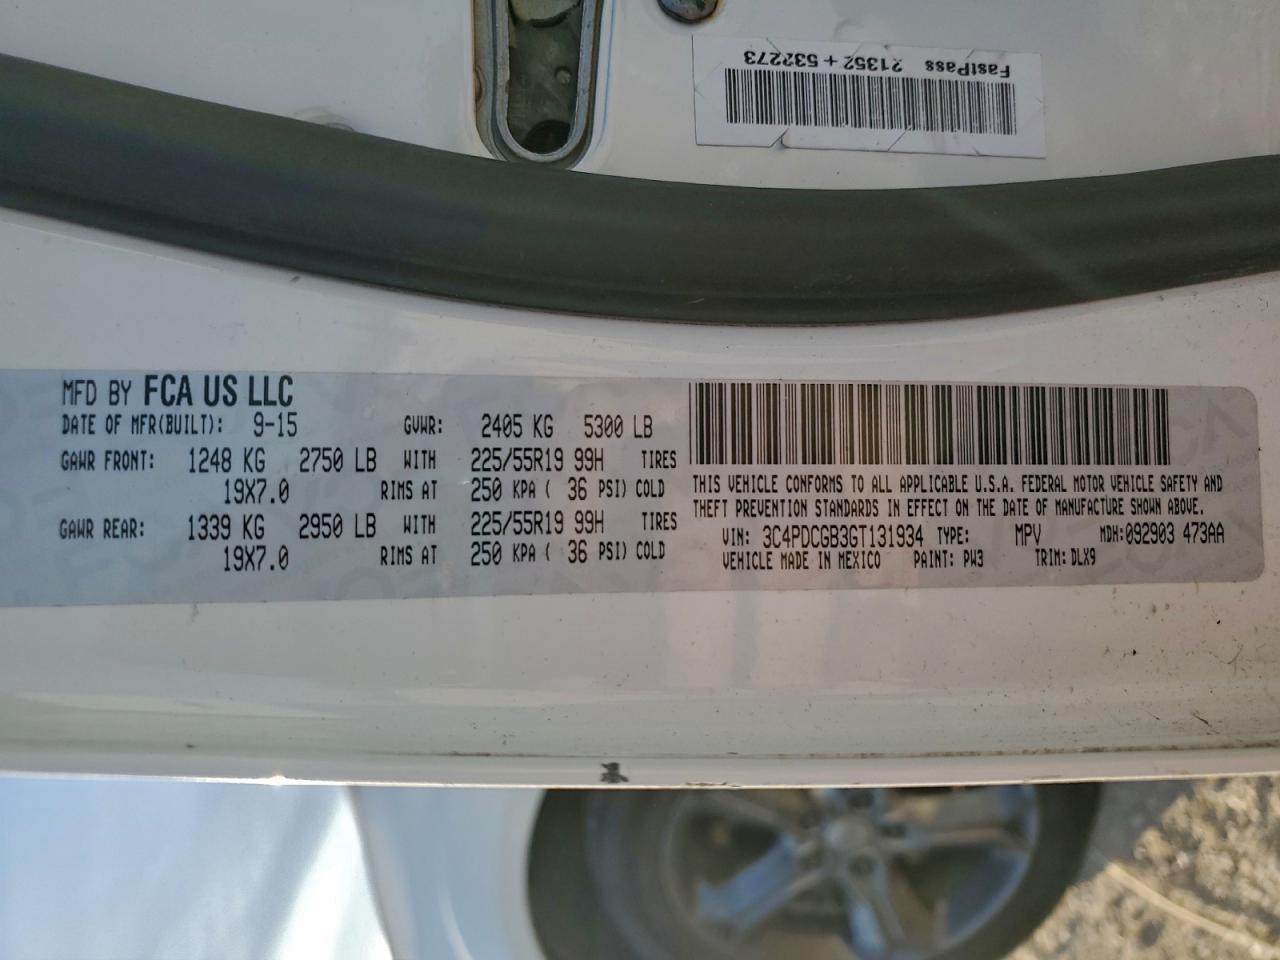 FastPass 21352 + 532273
MFD BY FCA US LLC
DATE OF MFR(BUILT): 9-15 GVWR: 2405 KG 5300 LB
GAWR FRONT: 1248 KG 2750 LB WITH 225/55R19 99H TIRES
19X7.0 RIMS AT 250 KPA ( 36 PSI) COLD
GAWR REAR: 1339 KG 2950 LB WITH 225/55R19 99H TIRES
19X7.0 RIMS AT 250 KPA ( 36 PSI) COLD
THIS VEHICLE CONFORMS TO ALL APPLICABLE U.S.A. FEDERAL MOTOR VEHICLE SAFETY AND
THEFT PREVENTION STANDARDS IN EFFECT ON THE DATE OF MANUFACTURE SHOWN ABOVE.
VIN: 3C4PDCGB3GT131934 TYPE: MPV MDH:092903 473AA
VEHICLE MADE IN MEXICO PAINT: PW3 TRIM: DLX9